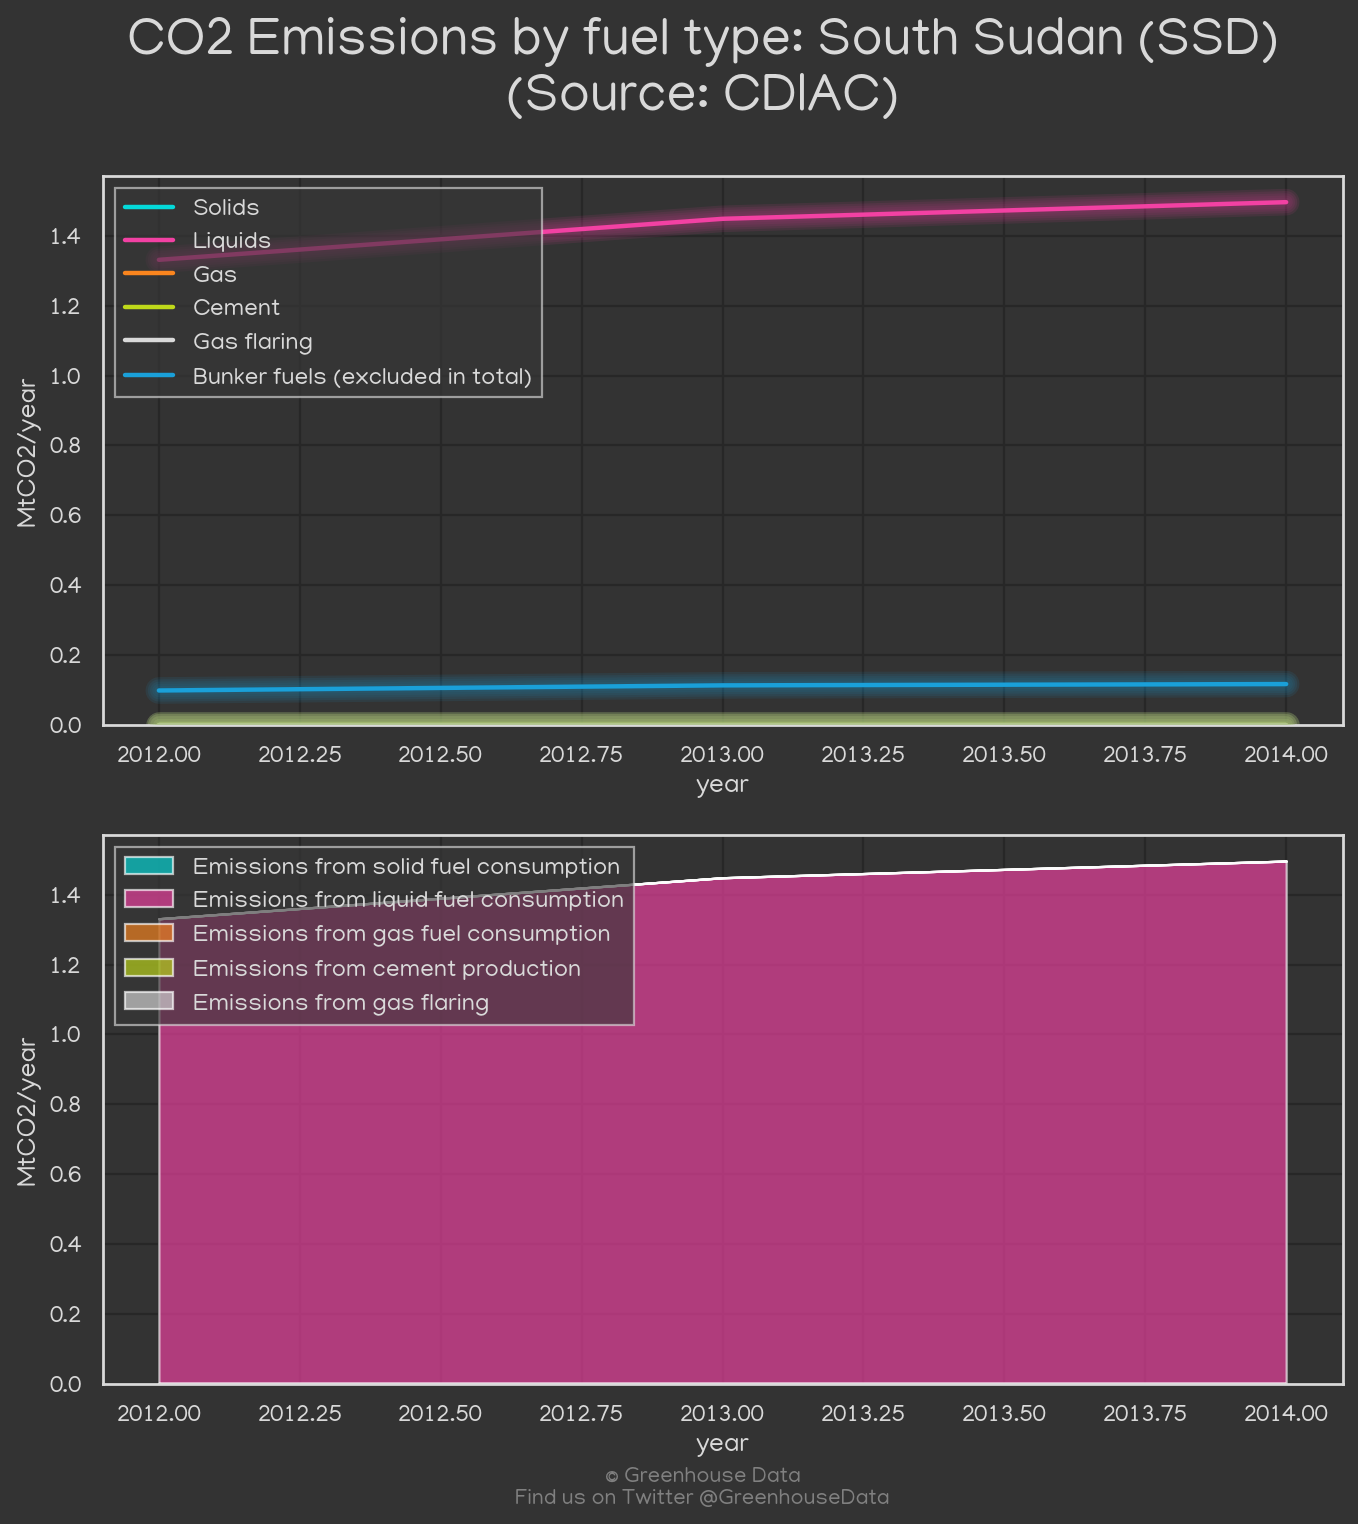 CO2 Emissions by fuel type: South Sudan (SSD)
(Source: CDIAC)
Solids
Liquids
Gas
Cement
Gas flaring
Bunker fuels (excluded in total)
MtCO2/year
1.4
1.2
1.0
0.8
0.6
0.4
0.2
0.0
2012.00 2012.25 2012.50 2012.75 2013.00 2013.25 2013.50 2013.75 2014.00
year
Emissions from solid fuel consumption
Emissions from liquid fuel consumption
Emissions from gas fuel consumption
Emissions from cement production
Emissions from gas flaring
MtCO2/year
1.4
1.2
1.0
0.8
0.6
0.4
0.2
0.0
2012.00 2012.25 2012.50 2012.75 2013.00 2013.25 2013.50 2013.75 2014.00
year
© Greenhouse Data
Find us on Twitter @GreenhouseData